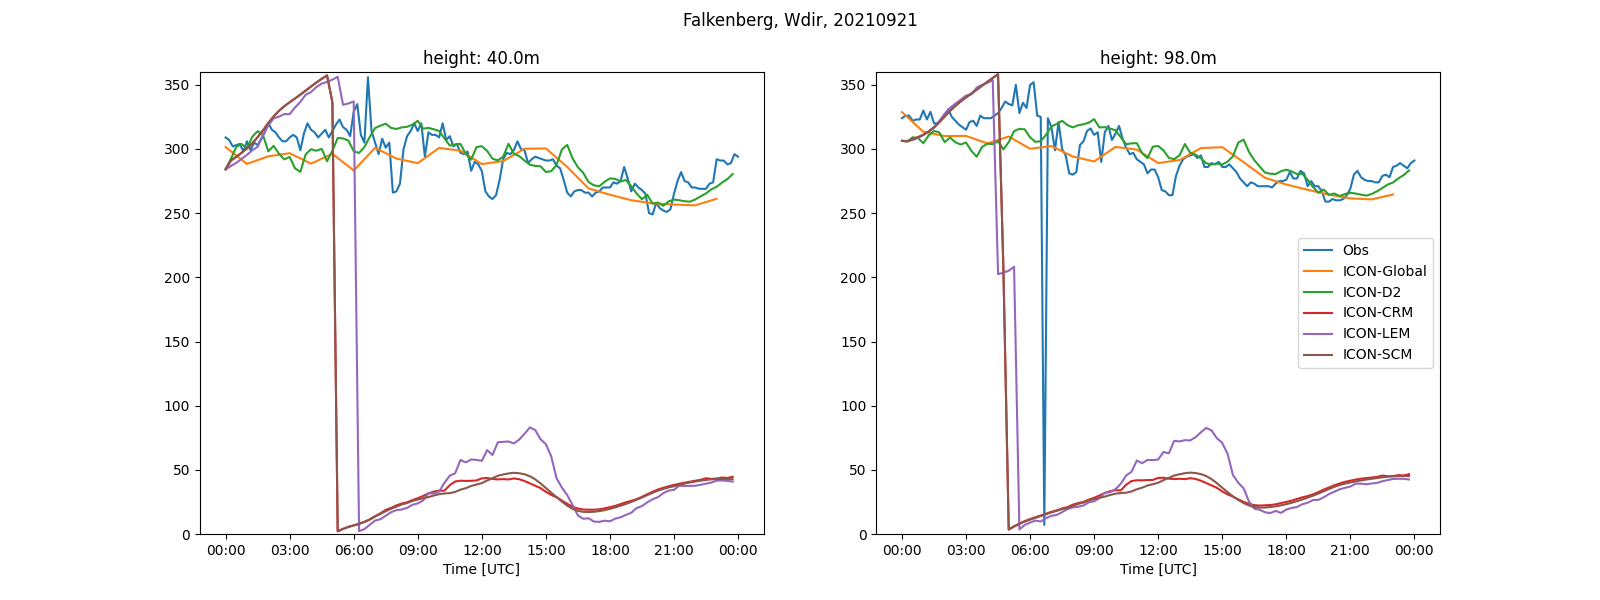 Falkenberg, Wdir, 20210921
height: 40.0m
350
300
250
200
150
100
50
0
00:00 03:00 06:00 09:00 12:00 15:00 18:00 21:00 00:00
Time [UTC]
height: 98.0m
350
300
250
200
150
100
50
0
00:00 03:00 06:00 09:00 12:00 15:00 18:00 21:00 00:00
Time [UTC]
Obs
ICON-Global
ICON-D2
ICON-CRM
ICON-LEM
ICON-SCM